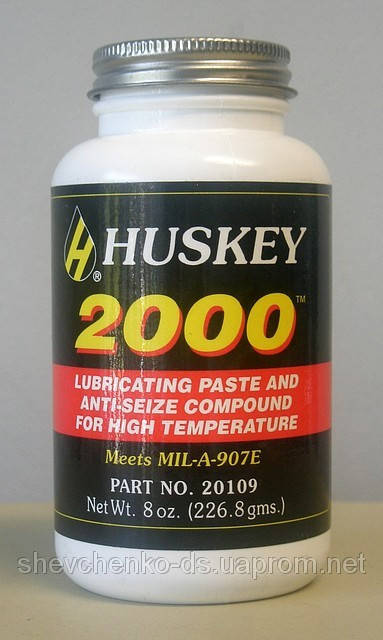 HUSKEY
®
2000™
LUBRICATING PASTE AND
ANTI-SEIZE COMPOUND
FOR HIGH TEMPERATURE
Meets MIL-A-907E
PART NO. 20109
Net Wt. 8 oz. (226.8 gms.)
shevchenko-ds.uaprom.net